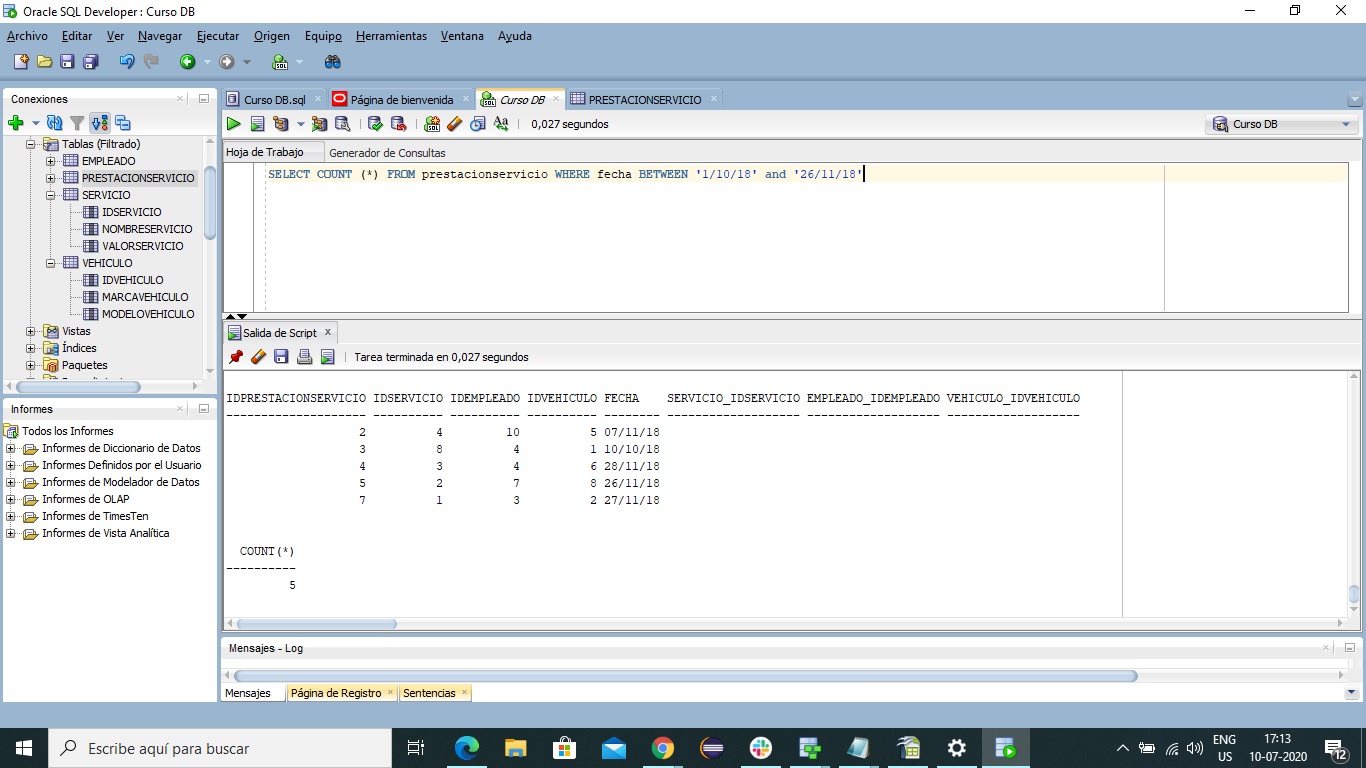 Oracle SQL Developer : Curso DB
Archivo Editar Ver Navegar Ejecutar Origen Equipo Herramientas Ventana Ayuda
Conexiones
Tablas (Filtrado)
EMPLEADO
PRESTACIONSERVICIO
SERVICIO
IDSERVICIO
NOMBRESERVICIO
VALORSERVICIO
VEHICULO
IDVEHICULO
MARCAVEHICULO
MODELOVEHICULO
Vistas
Índices
Paquetes
Informes
Todos los Informes
Informes de Diccionario de Datos
Informes Definidos por el Usuario
Informes de Modelador de Datos
Informes de OLAP
Informes de TimesTen
Informes de Vista Analítica
Curso DB.sql Página de bienvenida Curso DB PRESTACIONSERVICIO
0,027 segundos Curso DB
Hoja de Trabajo Generador de Consultas
SELECT COUNT (*) FROM prestacionservicio WHERE fecha BETWEEN '1/10/18' and '26/11/18'
Salida de Script x
Tarea terminada en 0,027 segundos
IDPRESTACIONSERVICIO IDSERVICIO IDEMPLEADO IDVEHICULO FECHA SERVICIO_IDSERVICIO EMPLEADO_IDEMPLEADO VEHICULO_IDVEHICULO
-------------------- ---------- ---------- ---------- -------- ------------------- ------------------- -------------------
2 4 10 5 07/11/18
3 8 4 1 10/10/18
4 3 4 6 28/11/18
5 2 7 8 26/11/18
7 1 3 2 27/11/18
COUNT(*)
----------
5
Mensajes - Log
Mensajes Página de Registro Sentencias
Escribe aquí para buscar
ENG
US
17:13
10-07-2020
12